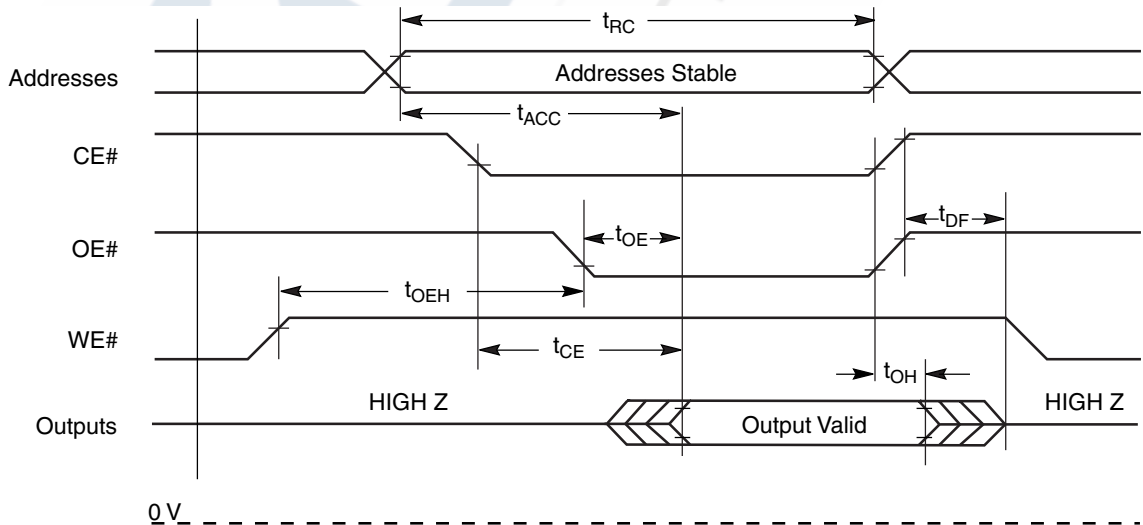 tRC
Addresses
Addresses Stable
tACC
CE#
tDF
OE#
tOE
tOEH
WE#
tCE
tOH
HIGH Z
HIGH Z
Outputs
Output Valid
0 V